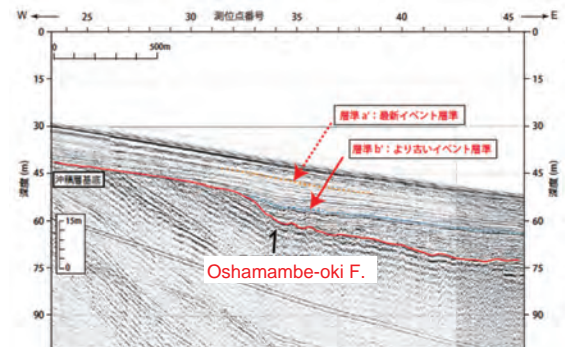 W 25 30 測位点番号 35 40 45 E
0 0
0 500m
15 15
層準 a'：最新イベント層準
30 30
層準 b'：より古いイベント層準
45 45
沖積層基底
深度 (m) 深度 (m)
60 60
15m
0
75 75
Oshamambe-oki F.
90 90